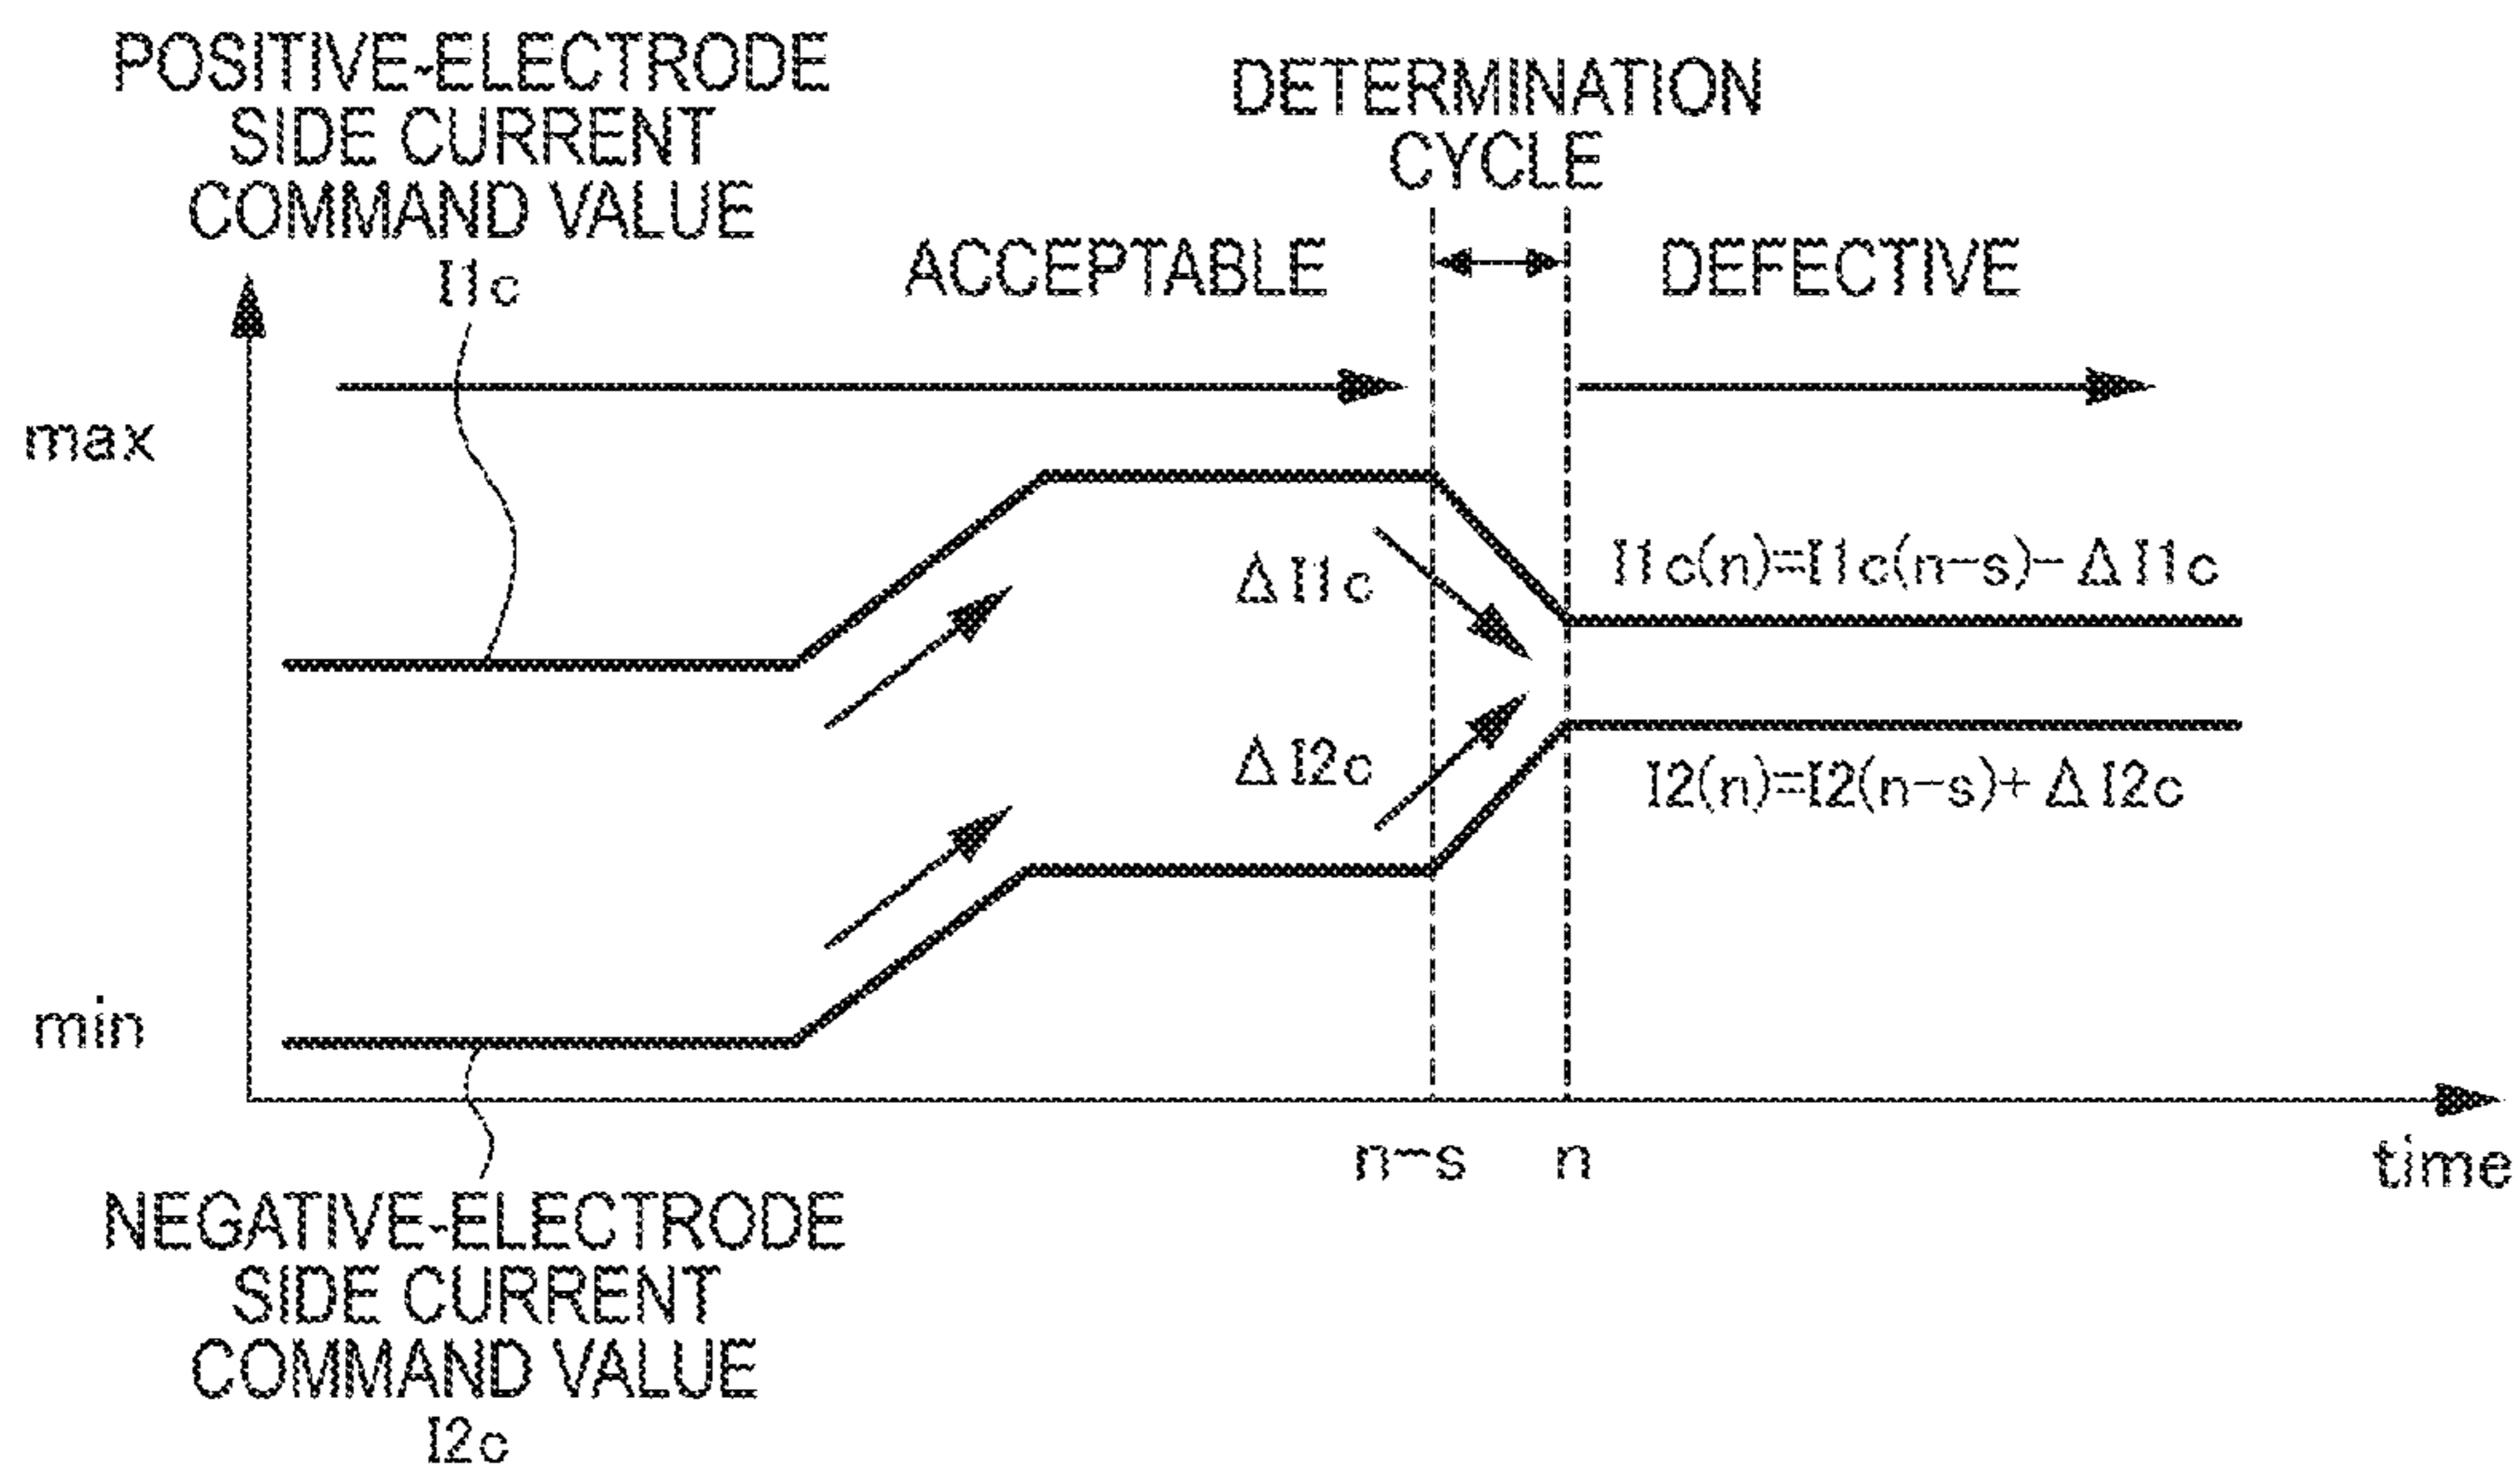 POSITIVE-ELECTRODE
SIDE CURRENT
COMMAND VALUE
I1c
DETERMINATION
CYCLE
ACCEPTABLE
DEFECTIVE
max
ΔI1c
I1c(n)=I1c(n-s)-ΔI1c
ΔI2c
I2(n)=I2(n-s)+ΔI2c
min
n-s
n
time
NEGATIVE-ELECTRODE
SIDE CURRENT
COMMAND VALUE
I2c